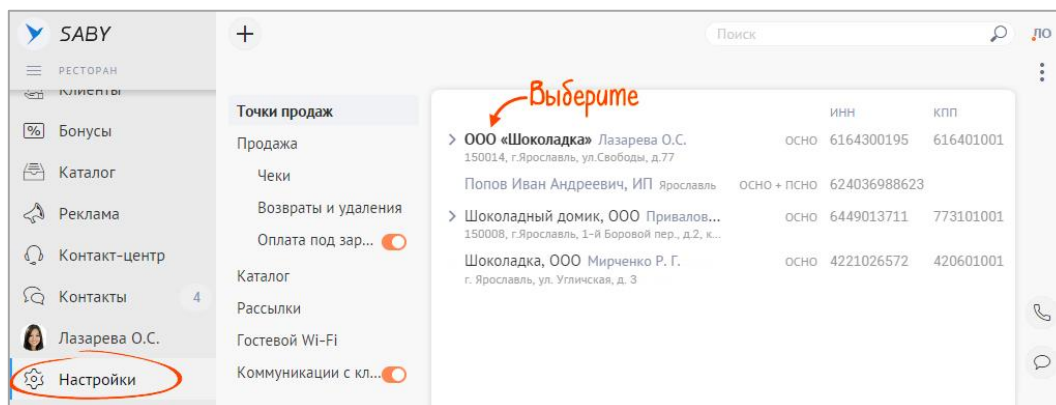 SABY
Поиск
ЛО
РЕСТОРАН
Клиенты
Бонусы
Каталог
Реклама
Контакт-центр
Контакты 4
Лазарева О.С.
Настройки
Точки продаж
Продажа
Чеки
Возвраты и удаления
Оплата под зар...
Каталог
Рассылки
Гостевой Wi-Fi
Коммуникации с кл...
Выберите
ИНН КПП
ООО «Шоколадка» Лазарева О.С. ОСНО 6164300195 616401001
150014, г.Ярославль, ул.Свободы, д.77
Попов Иван Андреевич, ИП Ярославль ОСНО + ПСНО 624036988623
Шоколадный домик, ООО Привалов... ОСНО 6449013711 773101001
150008, г.Ярославль, 1-й Боровой пер., д.2, к...
Шоколадка, ООО Мирченко Р. Г. ОСНО 4221026572 420601001
г. Ярославль, ул. Угличская, д. 3